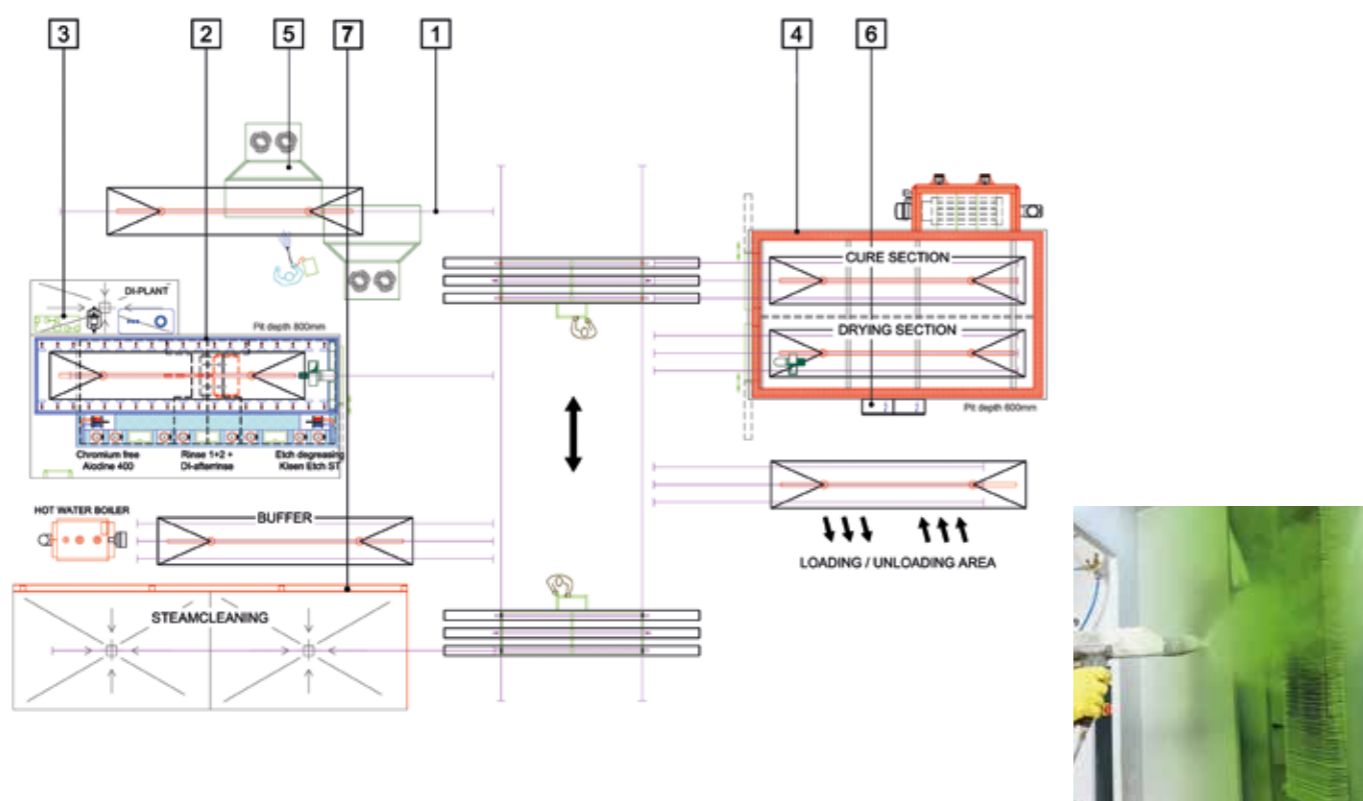 3
2
5
7
1
4
6
CURE SECTION
DI-PLANT
Pit depth 800mm
DRYING SECTION
Pit depth 600mm
Chromium free
Alodine 400
Rinse 1+2 +
DI-afterrinse
Etch degreasing
Kleen Etch ST
HOT WATER BOILER
BUFFER
LOADING / UNLOADING AREA
STEAMCLEANING